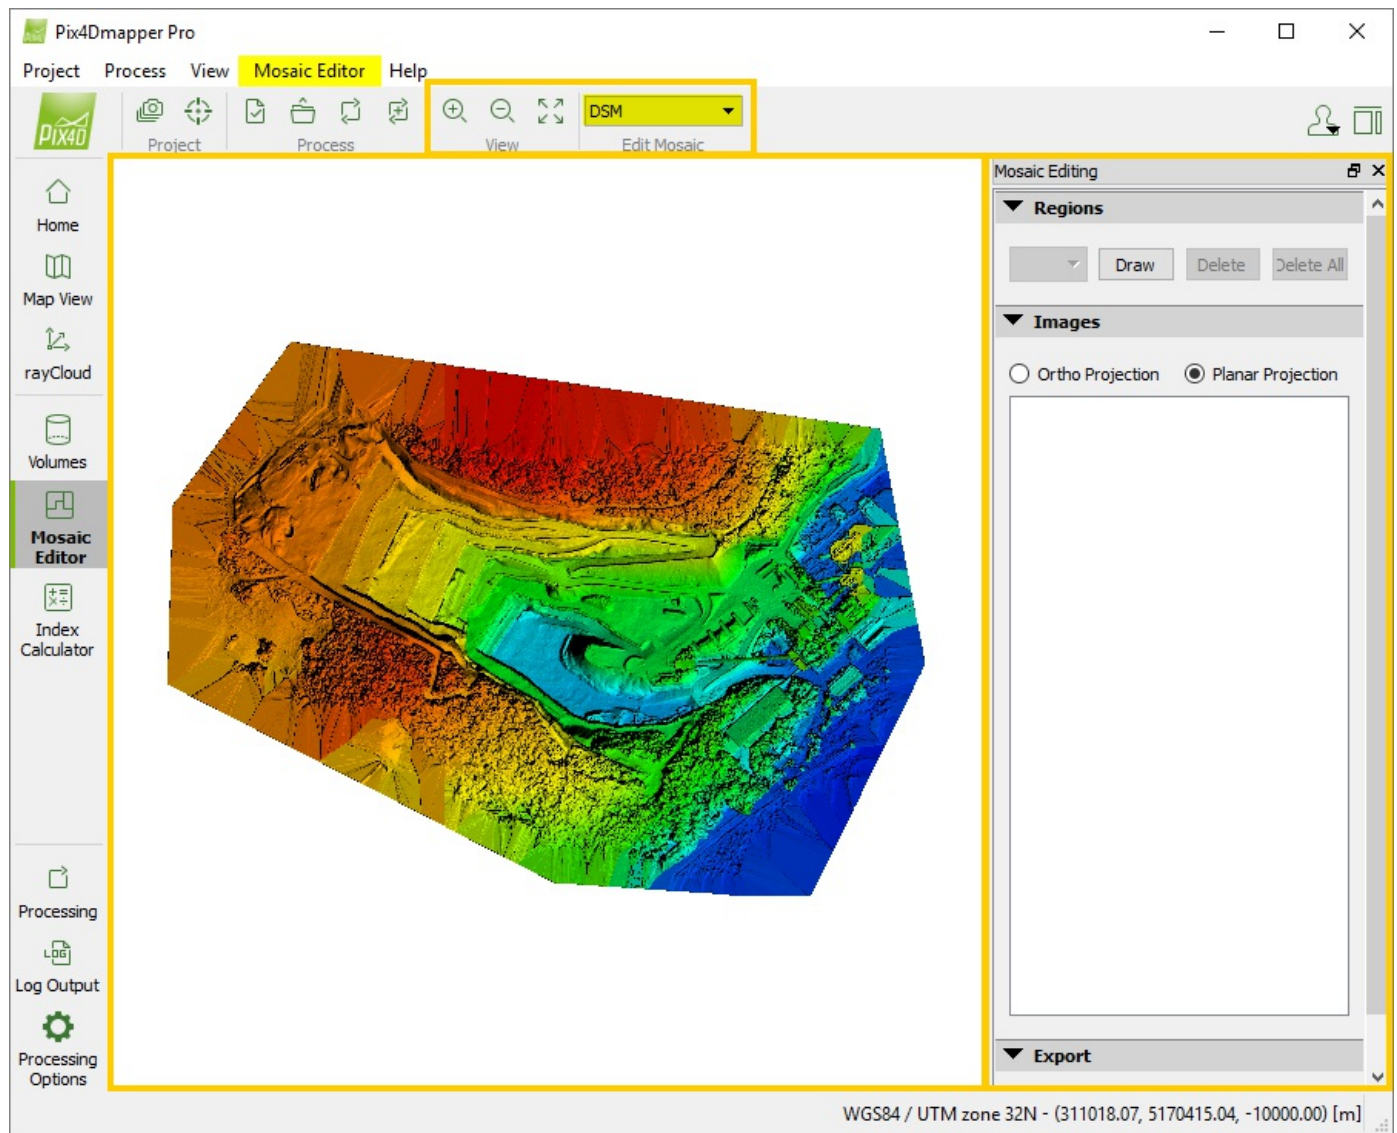 Pix4Dmapper Pro
Project Process View Mosaic Editor Help
PIX4D
Project
Process
View
DSM
Edit Mosaic
Home
Map View
rayCloud
Volumes
Mosaic
Editor
Index
Calculator
Processing
LOG
Log Output
Processing
Options
Mosaic Editing
Regions
Draw Delete Delete All
Images
Ortho Projection Planar Projection
Export
WGS84 / UTM zone 32N - (311018.07, 5170415.04, -10000.00) [m]